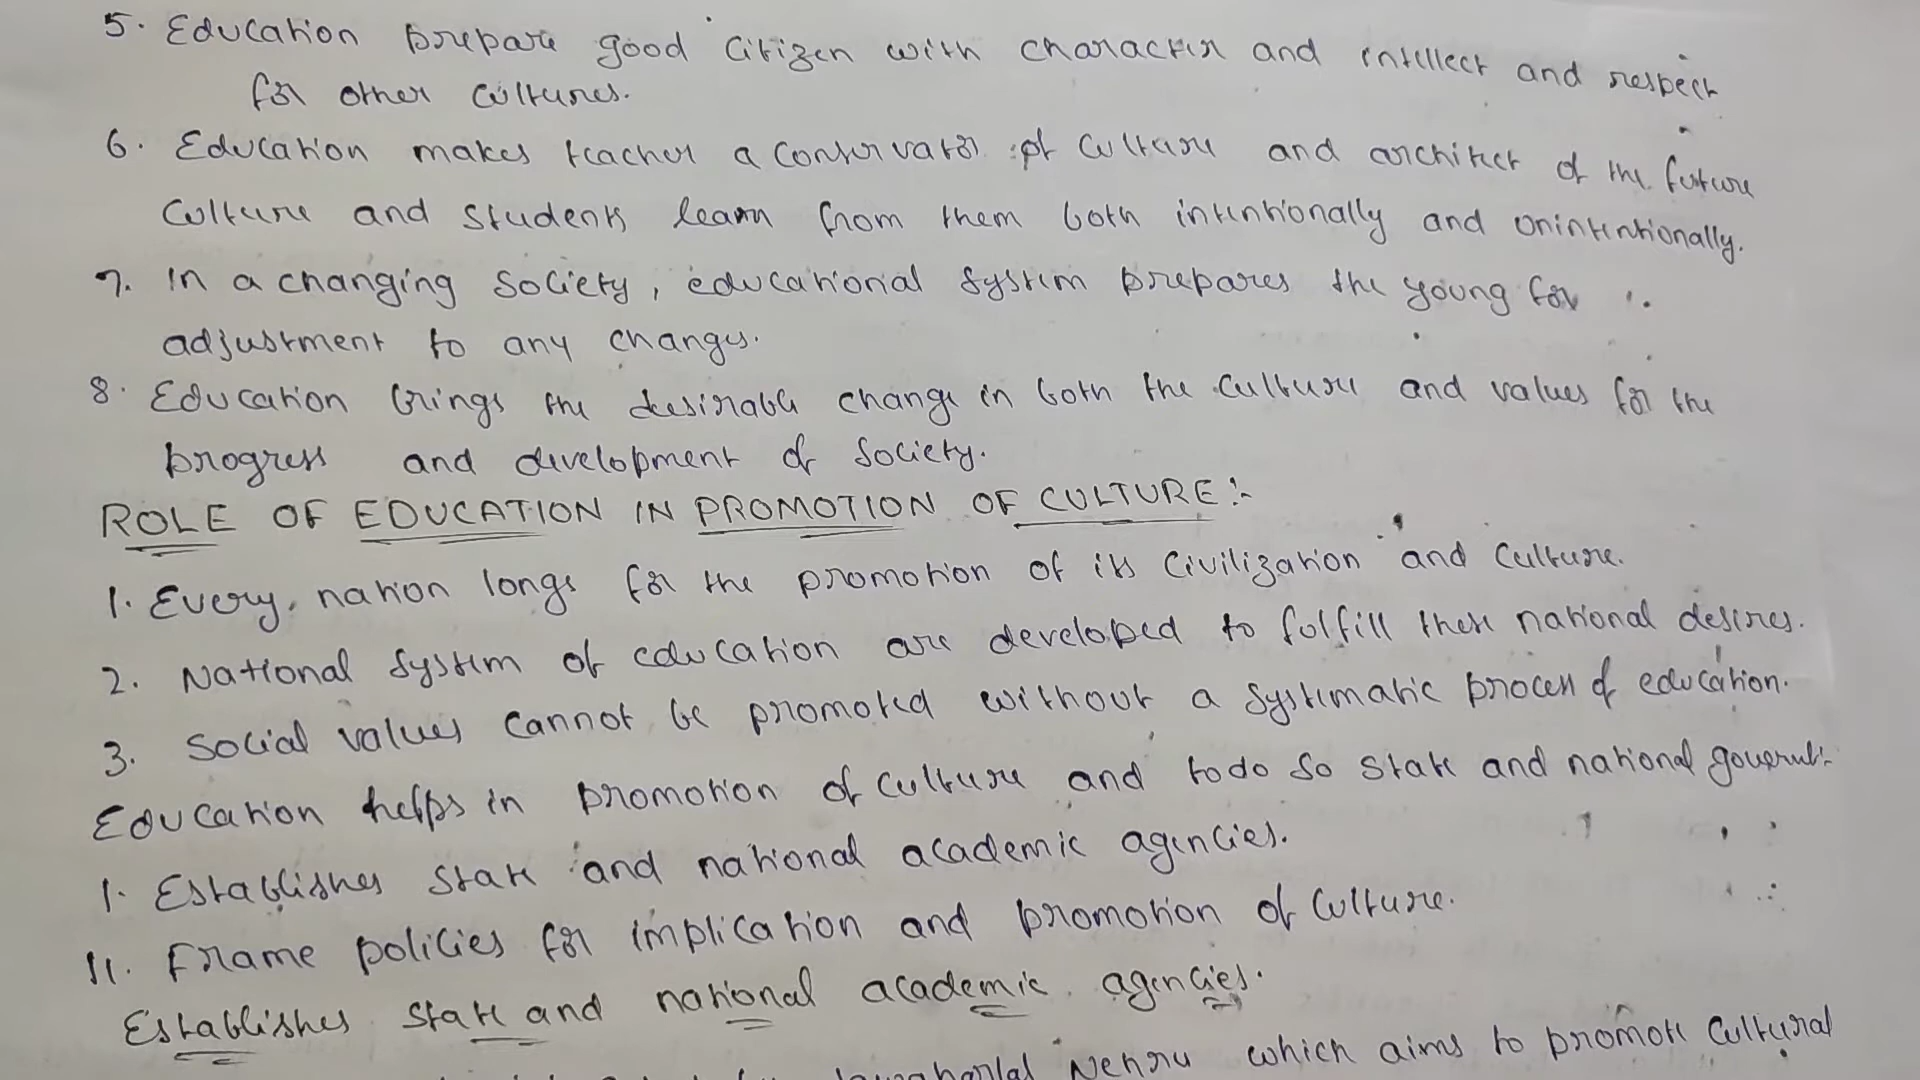 5. Education prepare good citizen with character and intellect and respect
for other cultures.
6. Education makes teacher a conservator of culture and architect of the future
culture and students learn from them both intentionally and unintentionally.
7. In a changing society, educational system prepares the young for
adjustment to any changes.
8. Education brings the desirable change in both the culture and values for the
progress and development of society.
ROLE OF EDUCATION IN PROMOTION OF CULTURE:-
1. Every nation longs for the promotion of its civilization and culture.
2. National system of education are developed to fulfill these national desires.
3. Social values cannot be promoted without a systematic process of education.
Education helps in promotion of culture and to do so state and national
1. Establishes state and national academic agencies.
11. Frame policies for implication and promotion of culture.
Establishes state and national academic agencies.
Nehru which aims to promote cultural